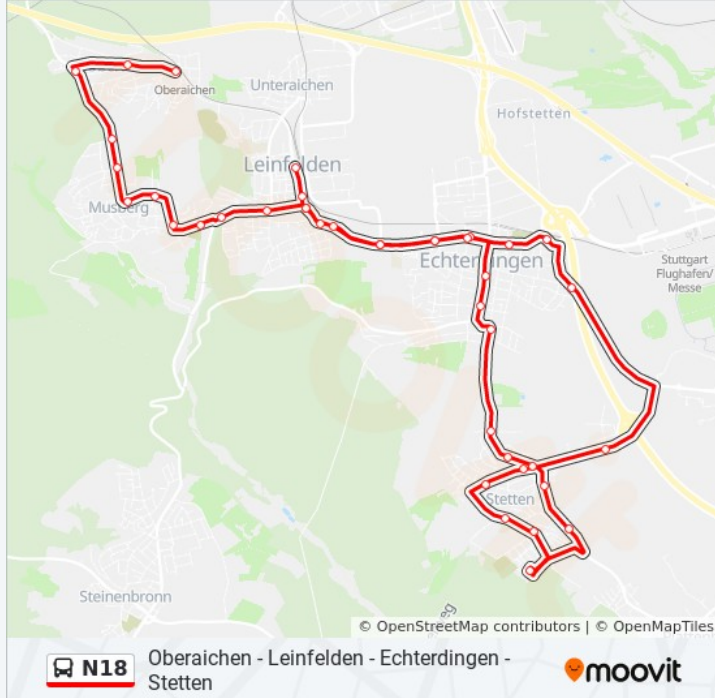 Oberaichen
Unteraichen
Hofstetten
Leinfelden
Musberg
Echterdingen
Stuttgart
Flughafen/
Messe
Stetten
Steinenbronn
eg
© OpenStreetMap contributors | © OpenMapTiles
N18
Oberaichen - Leinfelden - Echterdingen -
Stetten
moovit